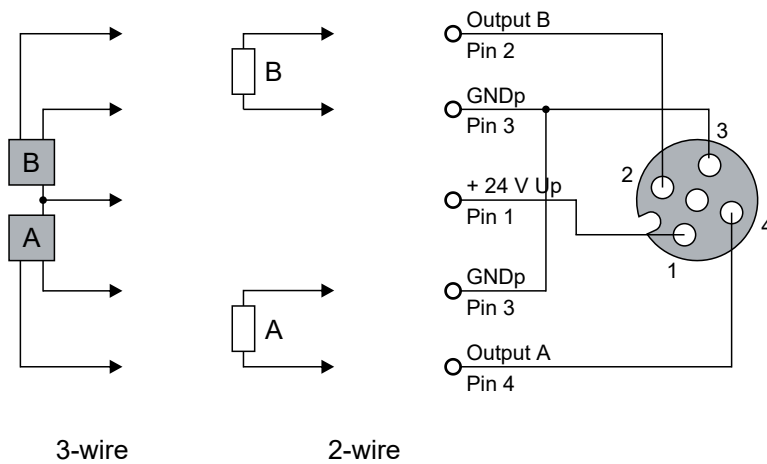 B
A
3-wire
B
A
2-wire
Output B
Pin 2
GNDp
Pin 3
+ 24 V Up
Pin 1
GNDp
Pin 3
Output A
Pin 4
3
2
4
1